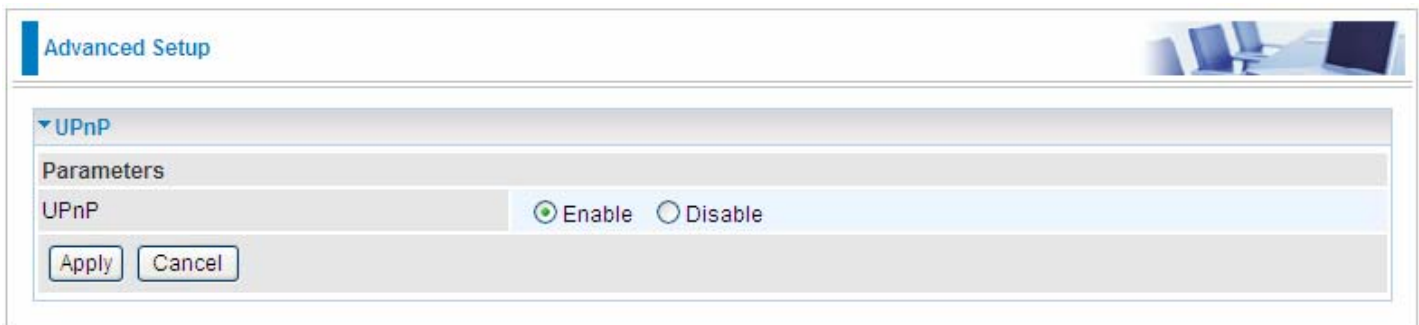 Advanced Setup
UPnP
Parameters
UPnP Enable Disable
Apply Cancel